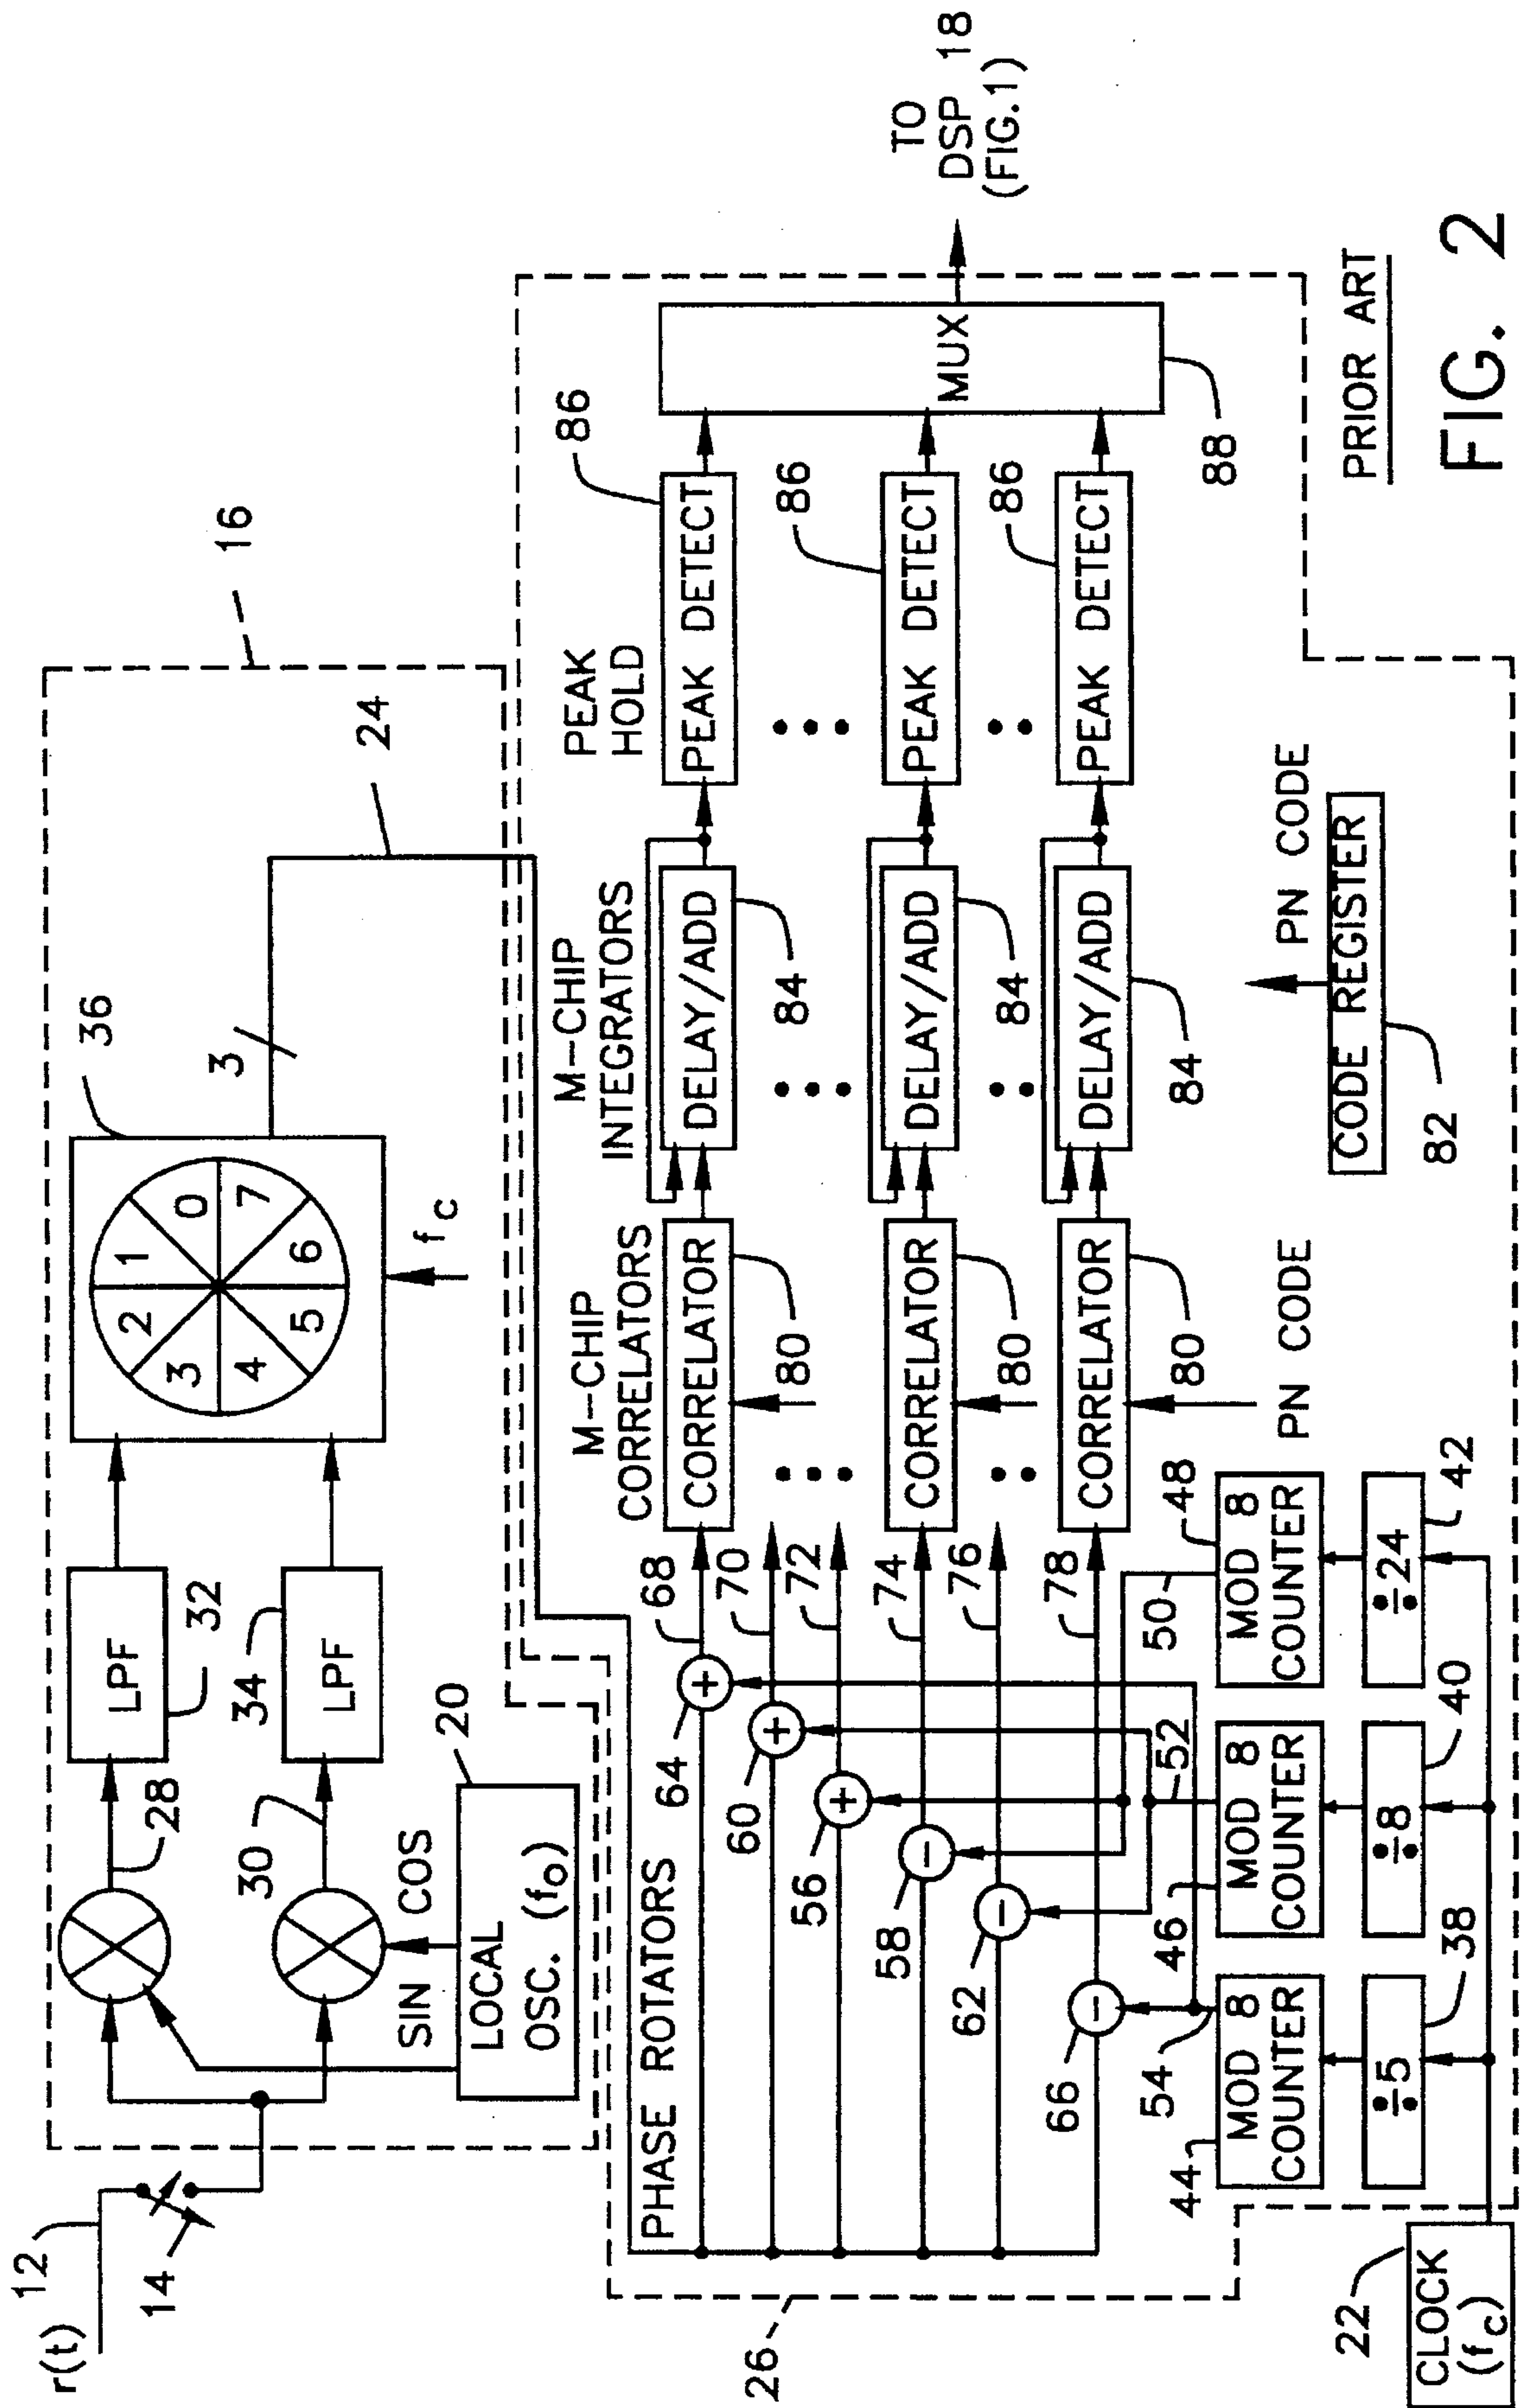 r(t)
12
14
16
28
30
LPF
32
34
LPF
36
0
1
2
3
4
5
6
7
f c
3
24
SIN
COS
LOCAL
OSC. (f₀)
20
26
PHASE ROTATORS
64
60
56
58
62
66
68
70
72
74
76
78
M-CHIP
CORRELATORS
CORRELATOR
80
CORRELATOR
80
CORRELATOR
80
PN CODE
M-CHIP
INTEGRATORS
DELAY/ADD
84
DELAY/ADD
84
DELAY/ADD
84
PEAK
HOLD
PEAK DETECT
86
PEAK DETECT
86
PEAK DETECT
86
MUX
88
TO
DSP 18
(FIG.1)
PN CODE
CODE REGISTER
82
54
52
50
44
MOD 8
COUNTER
46
MOD 8
COUNTER
48
MOD 8
COUNTER
÷5
38
÷8
40
÷24
42
22
CLOCK
(f c)
PRIOR ART
FIG. 2